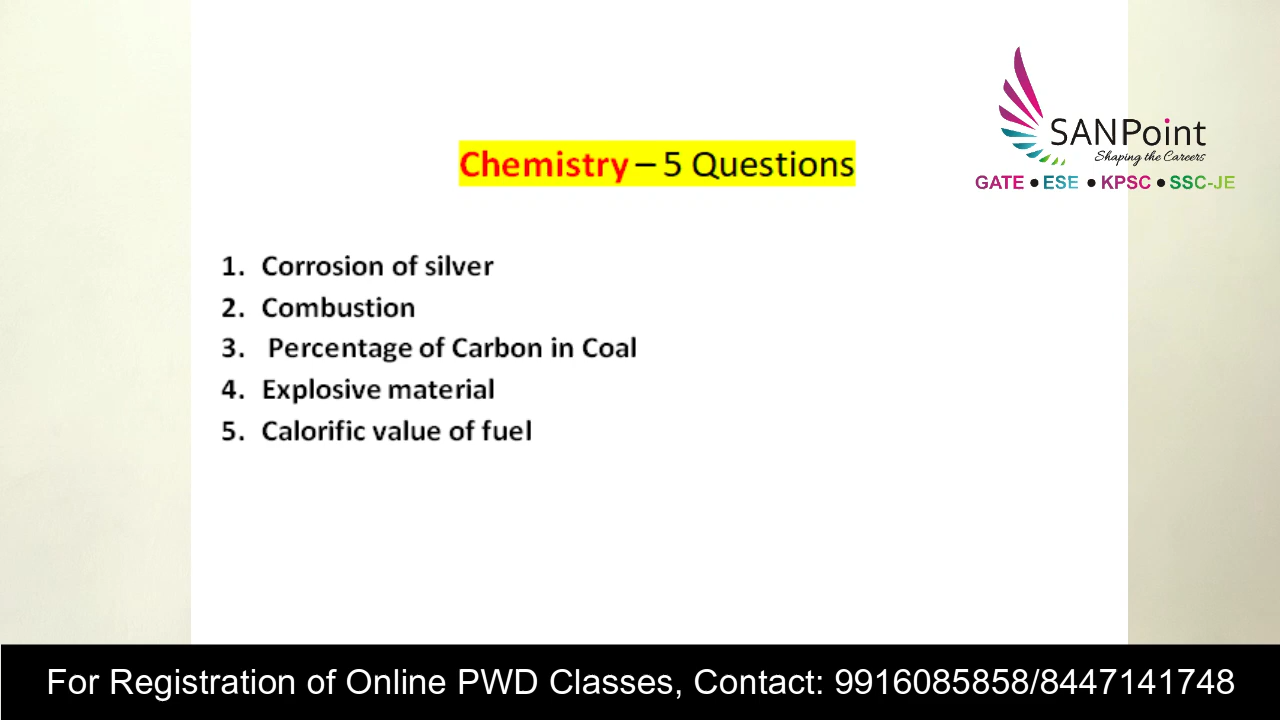 SANPoint
Shaping the Careers
GATE ● ESE ● KPSC ● SSC-JE
Chemistry – 5 Questions
1. Corrosion of silver
2. Combustion
3. Percentage of Carbon in Coal
4. Explosive material
5. Calorific value of fuel
For Registration of Online PWD Classes, Contact: 9916085858/8447141748